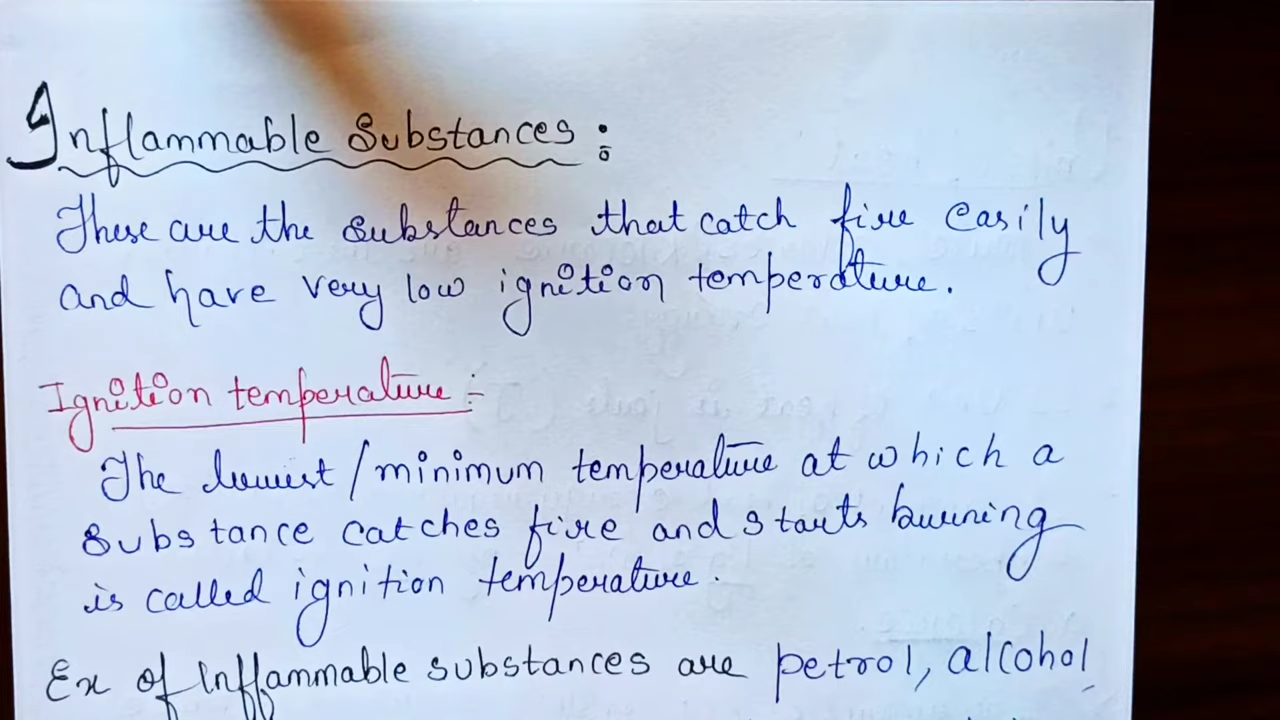 Inflammable Substances :
These are the substances that catch fire easily
and have very low ignition temperature.
Ignition temperature :-
The lowest / minimum temperature at which a
substance catches fire and starts burning
is called ignition temperature.
Ex of inflammable substances are petrol, alcohol